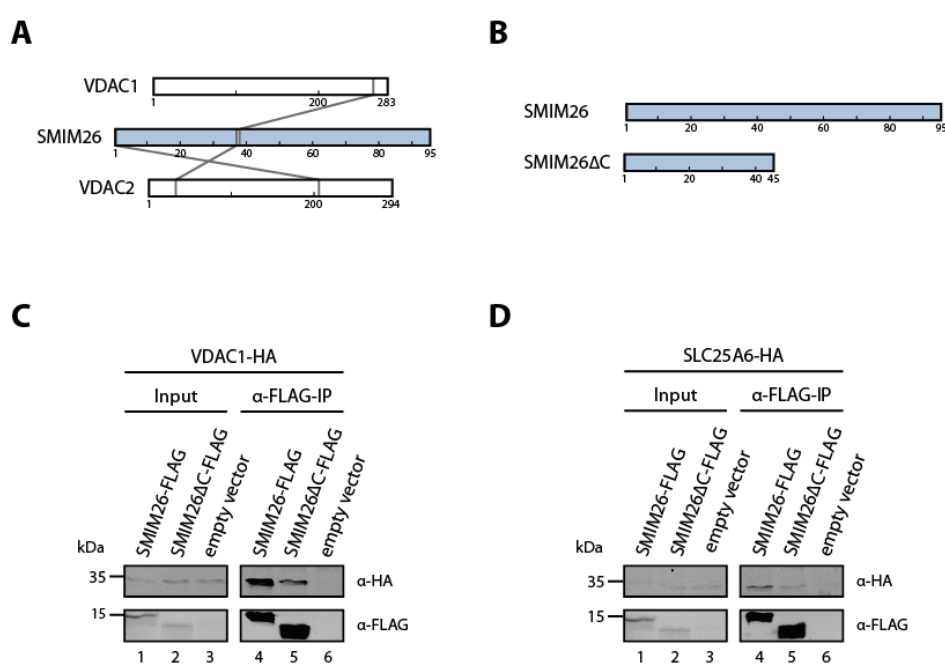 A
VDAC1
1 200 283
SMIM26
1 20 40 60 80 95
VDAC2
1 200 294
B
SMIM26
1 20 40 60 80 95
SMIM26ΔC
1 20 40 45
C
VDAC1-HA
Input α-FLAG-IP
SMIM26-FLAG SMIM26ΔC-FLAG empty vector SMIM26-FLAG SMIM26ΔC-FLAG empty vector
kDa
35 α-HA
15 α-FLAG
1 2 3 4 5 6
D
SLC25A6-HA
Input α-FLAG-IP
SMIM26-FLAG SMIM26ΔC-FLAG empty vector SMIM26-FLAG SMIM26ΔC-FLAG empty vector
kDa
35 α-HA
15 α-FLAG
1 2 3 4 5 6